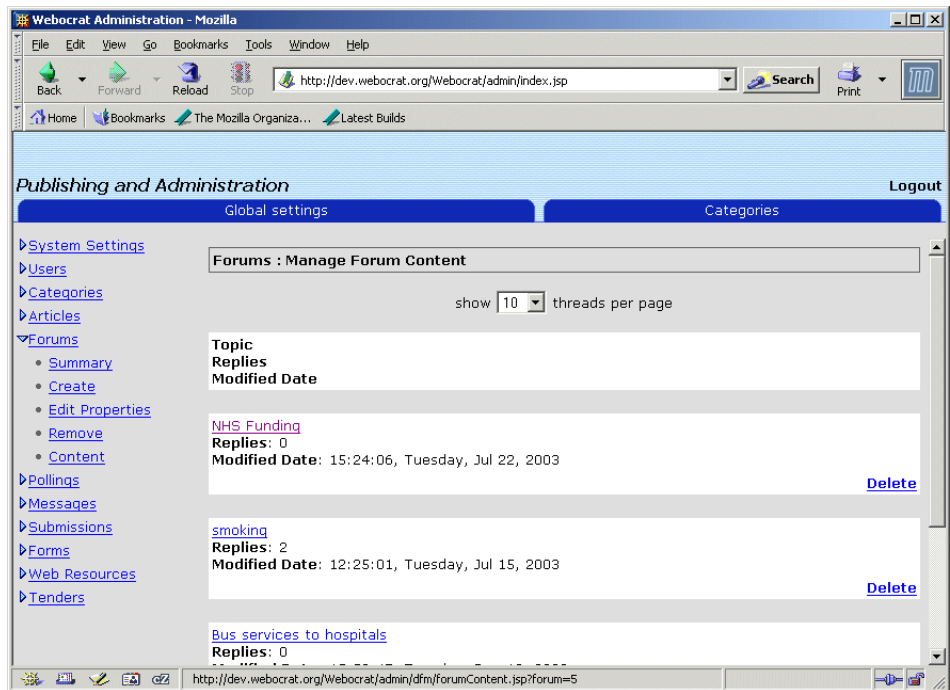 Webocrat Administration - Mozilla
File Edit View Go Bookmarks Tools Window Help
Back Forward Reload Stop http://dev.webocrat.org/Webocrat/admin/index.jsp Search Print
Home Bookmarks The Mozilla Organiza... Latest Builds
Publishing and Administration
Logout
Global settings Categories
System Settings
Users
Categories
Articles
Forums
Summary
Create
Edit Properties
Remove
Content
Pollings
Messages
Submissions
Forms
Web Resources
Tenders
Forums : Manage Forum Content
show 10 threads per page
Topic
Replies
Modified Date
NHS Funding
Replies: 0
Modified Date: 15:24:06, Tuesday, Jul 22, 2003
Delete
smoking
Replies: 2
Modified Date: 12:25:01, Tuesday, Jul 15, 2003
Delete
Bus services to hospitals
Replies: 0
http://dev.webocrat.org/Webocrat/admin/dfm/forumContent.jsp?forum=5